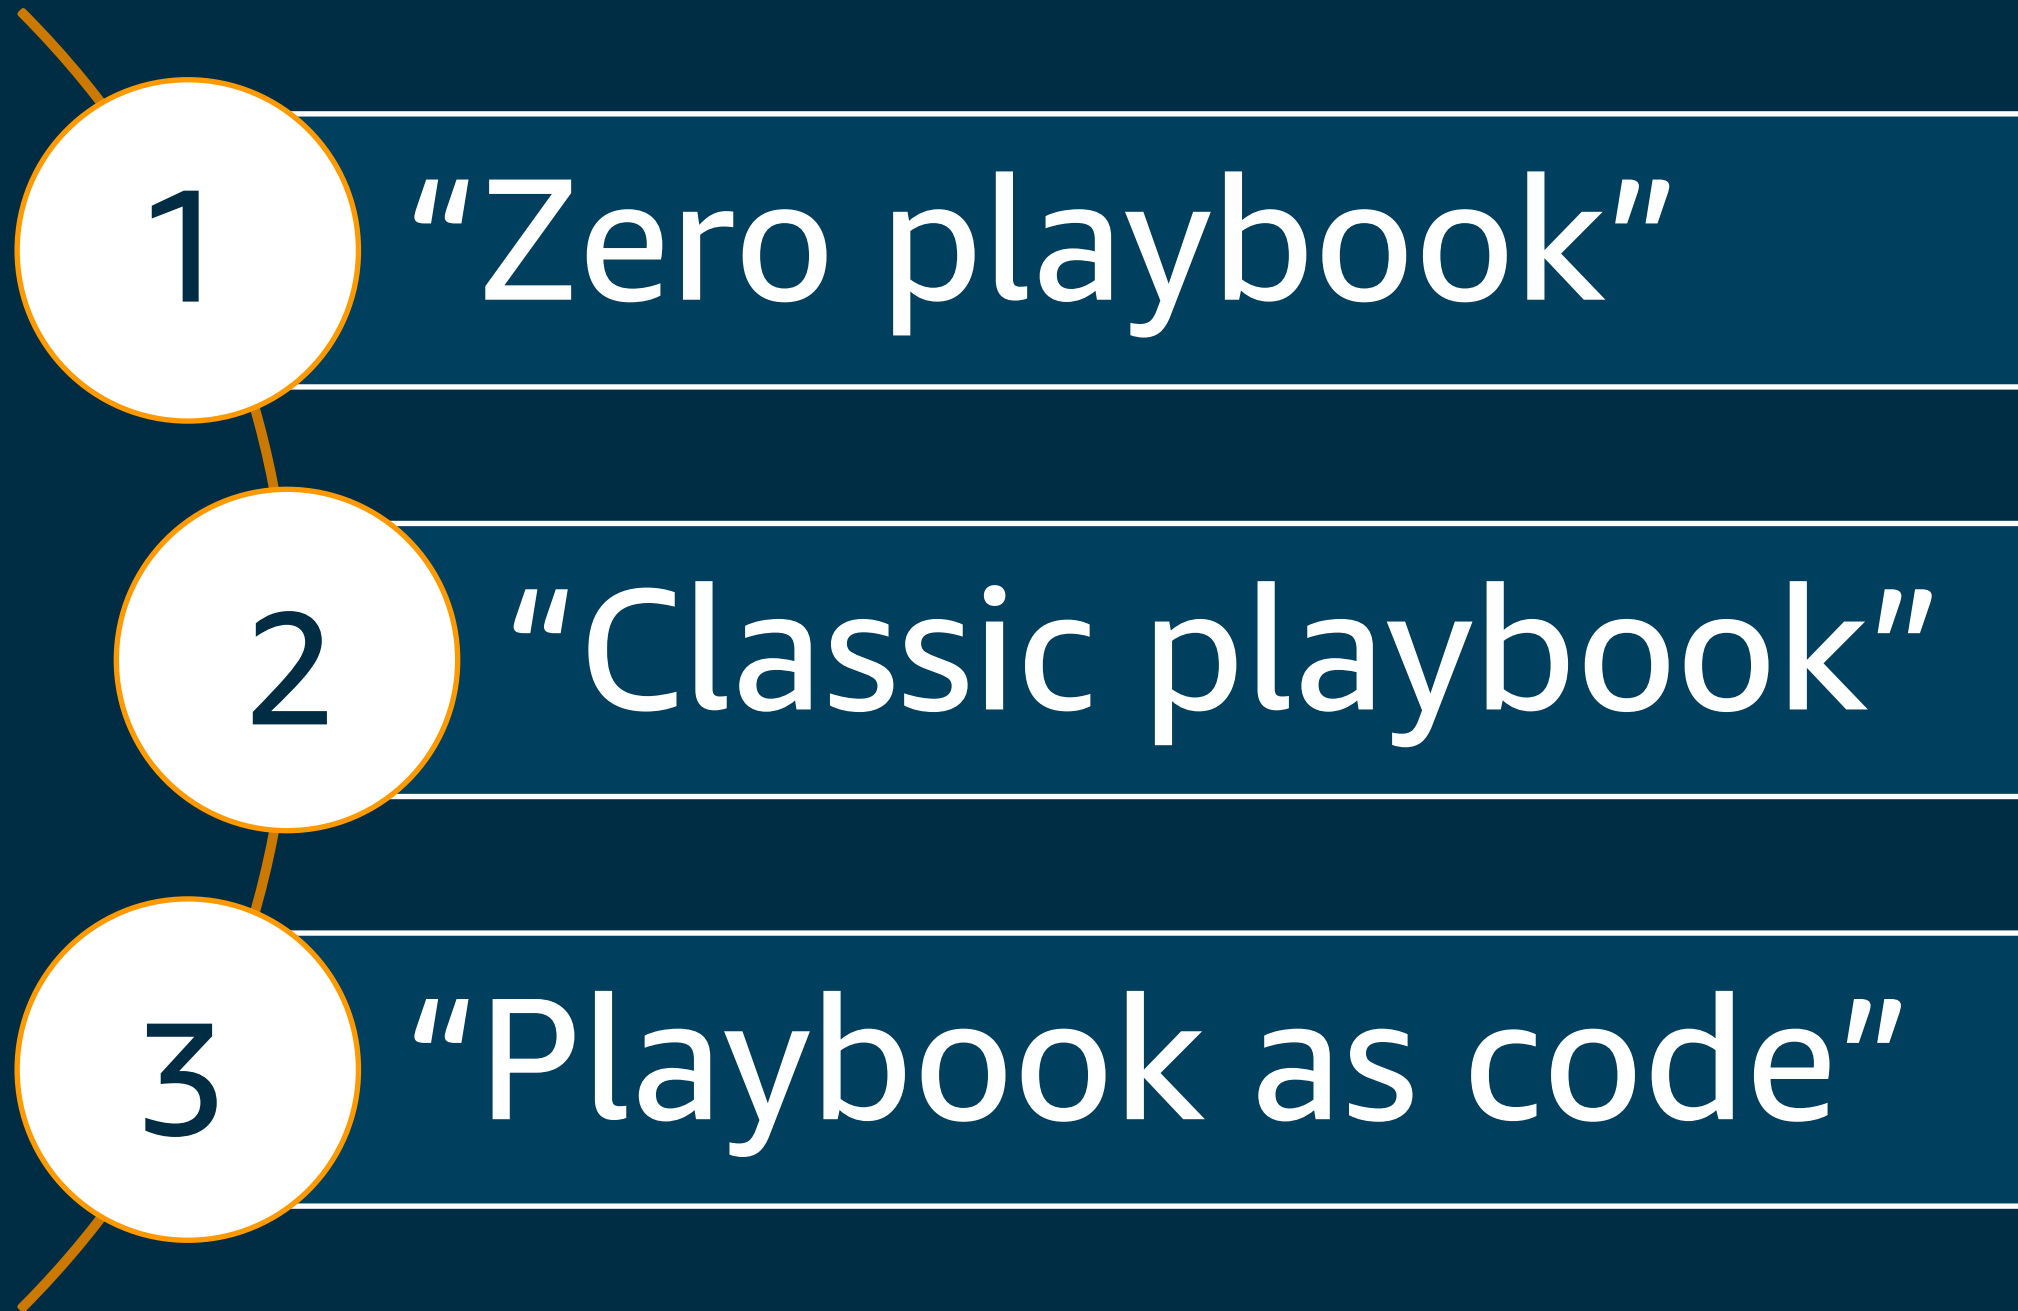 1
“Zero playbook”
2
“Classic playbook”
3
“Playbook as code”